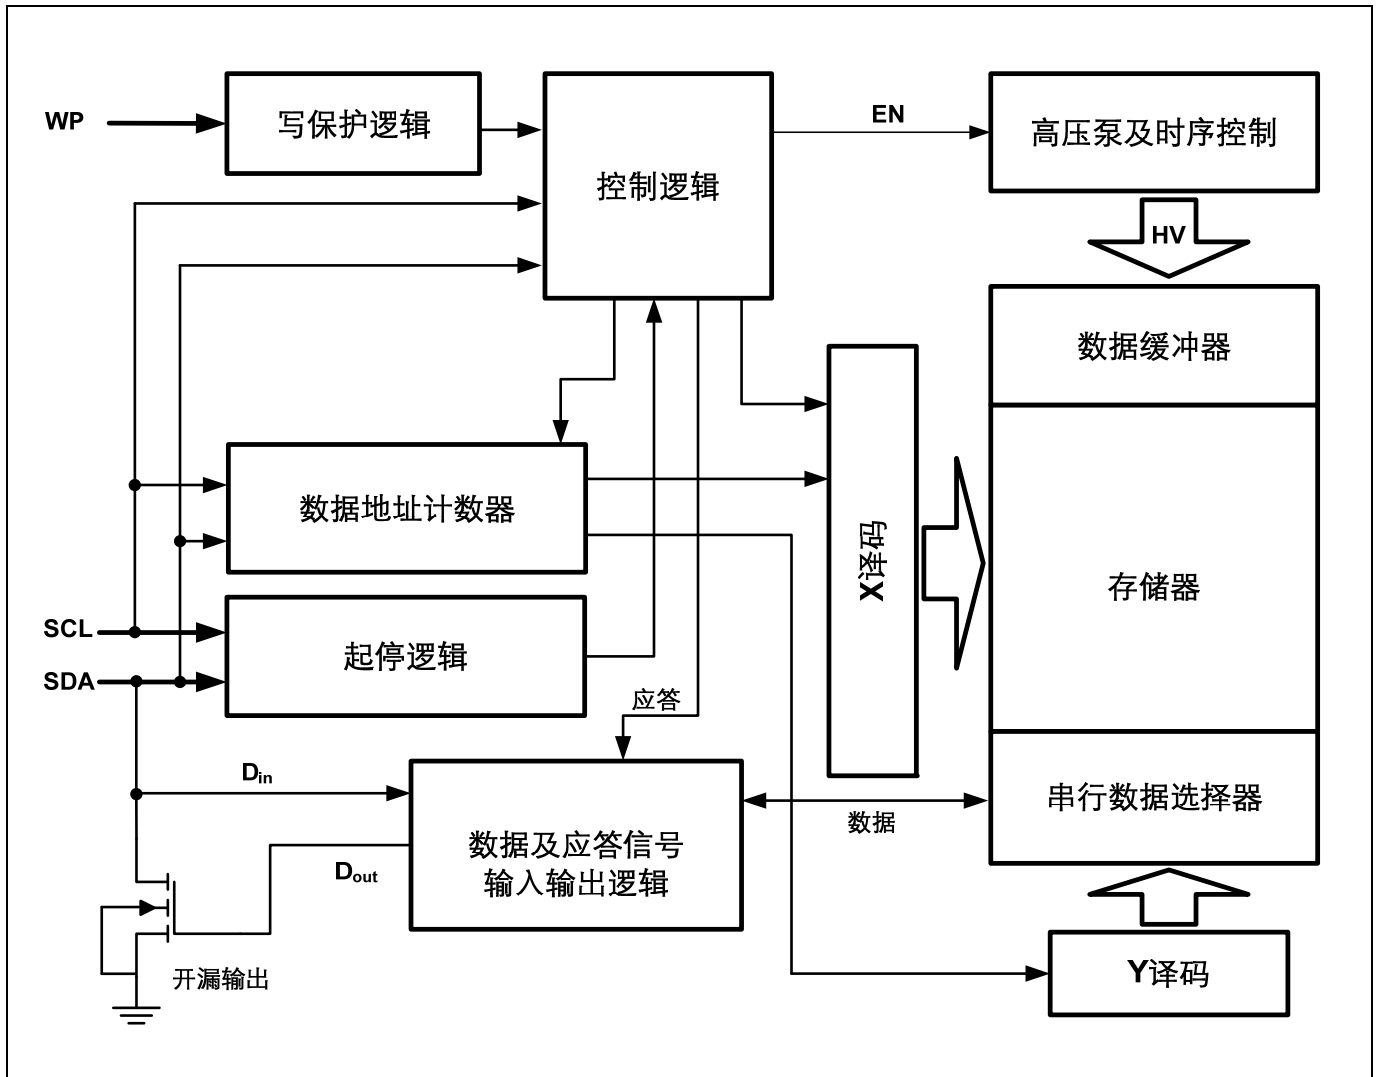 WP
写保护逻辑
控制逻辑
EN
高压泵及时序控制
HV
数据缓冲器
数据地址计数器
X译码
存储器
SCL
起停逻辑
SDA
应答
Din
数据
串行数据选择器
数据及应答信号
输入输出逻辑
Dout
开漏输出
Y译码